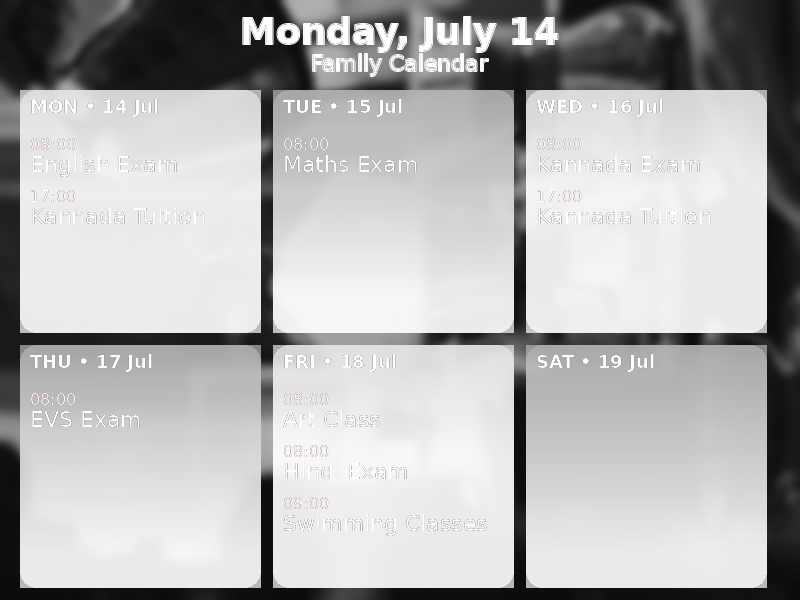 Monday, July 14
Family Calendar
MON • 14 Jul
08:00
English Exam
17:00
Kannada Tuition
TUE • 15 Jul
08:00
Maths Exam
WED • 16 Jul
08:00
Kannada Exam
17:00
Kannada Tuition
THU • 17 Jul
08:00
EVS Exam
FRI • 18 Jul
08:00
Art Class
08:00
Hindi Exam
09:00
Swimming Classes
SAT • 19 Jul